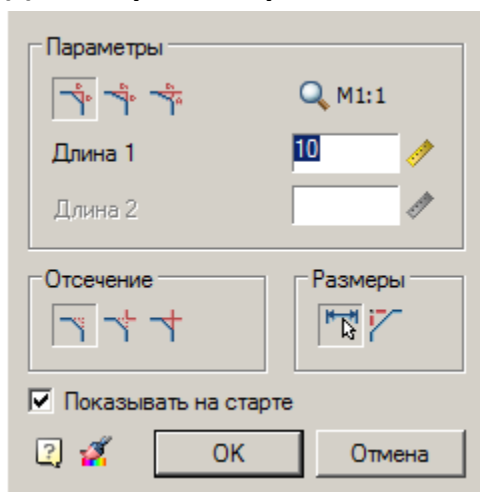 Параметры
M1:1
Длина 1
10
Длина 2
Отсечение
Размеры
Показывать на старте
OK
Отмена